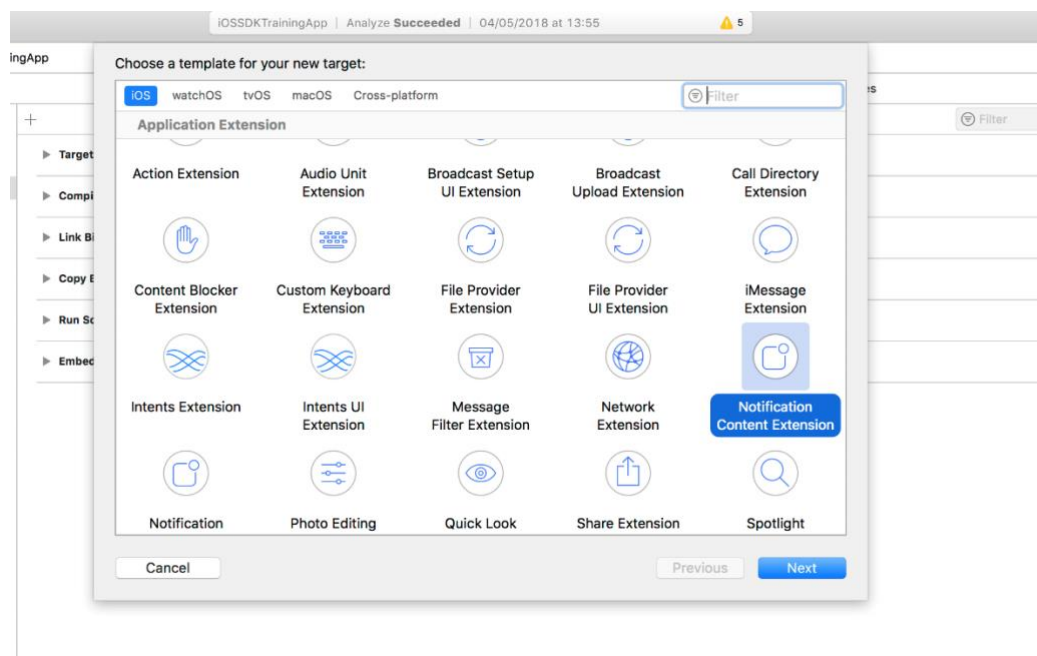 iOSSDKTrainingApp | Analyze Succeeded | 04/05/2018 at 13:55
5
ingApp
Choose a template for your new target:
iOS watchOS tvOS macOS Cross-platform
Filter
es
+
Filter
Application Extension
Target
Compi
Link Bi
Copy
Run Sc
Embed
Action Extension
Audio Unit
Extension
Broadcast Setup
UI Extension
Broadcast
Upload Extension
Call Directory
Extension
Content Blocker
Extension
Custom Keyboard
Extension
File Provider
Extension
File Provider
UI Extension
iMessage
Extension
Intents Extension
Intents UI
Extension
Message
Filter Extension
Network
Extension
Notification
Content Extension
Notification
Photo Editing
Quick Look
Share Extension
Spotlight
Cancel
Previous
Next